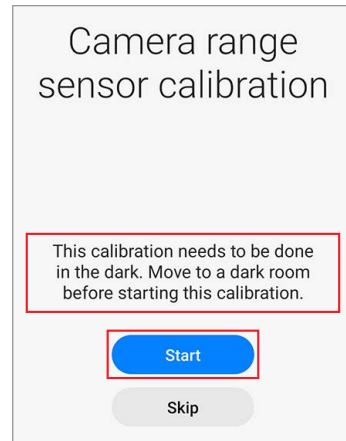 Camera range
sensor calibration
This calibration needs to be done
in the dark. Move to a dark room
before starting this calibration.
Start
Skip